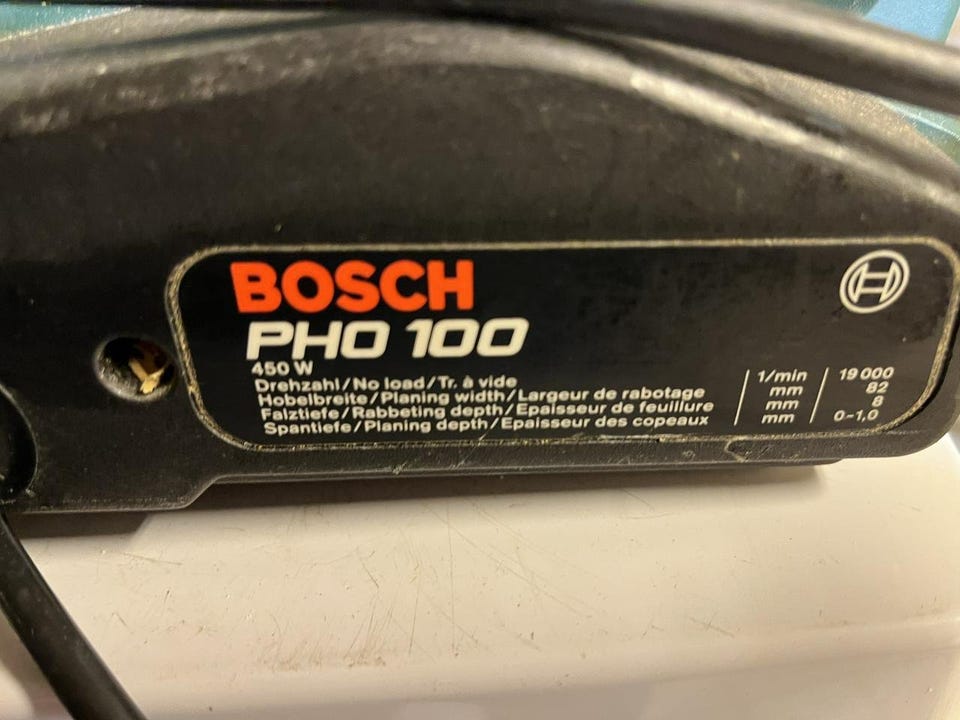 BOSCH
PHO 100
450 W
Drehzahl/No load/Tr. à vide 1/min 19 000
Hobelbreite/Planing width/Largeur de rabotage mm 82
Falztiefe/Rabbeting depth/Epaisseur de feuillure mm 8
Spantiefe/Planing depth/Epaisseur des copeaux mm 0-1,0